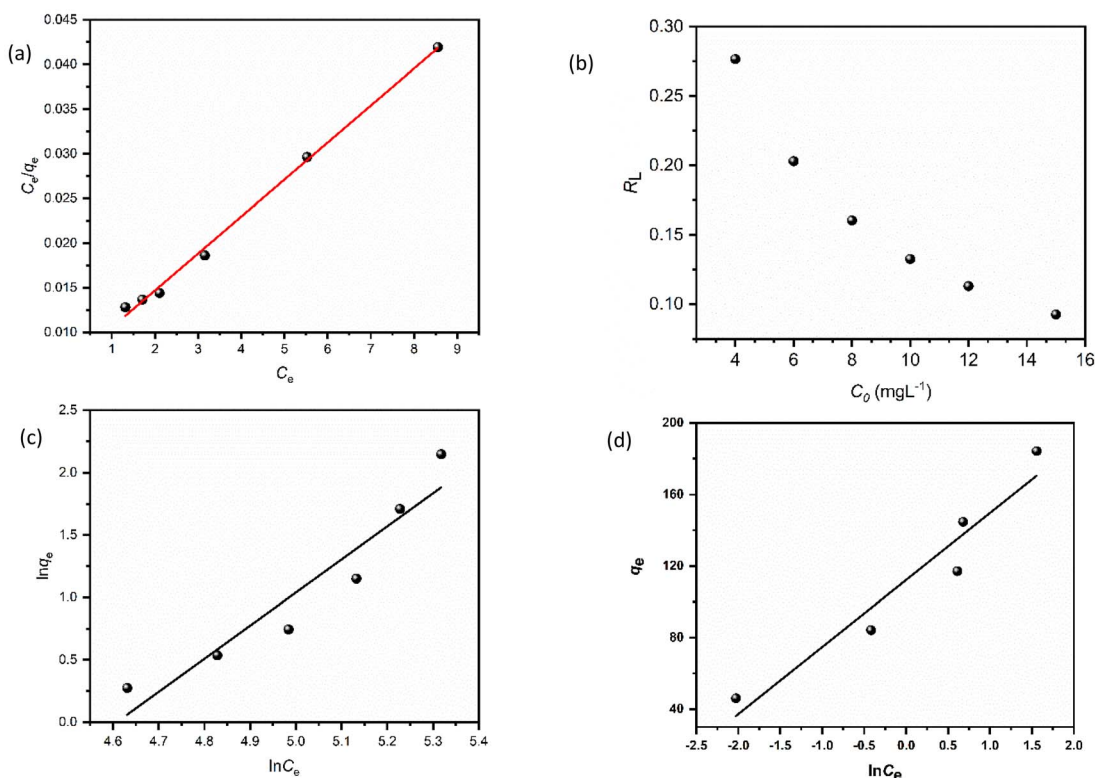 (a)
0.045
0.040
0.035
0.030
0.025
0.020
0.015
0.010
Ce/qe
1 2 3 4 5 6 7 8 9
Ce
(b)
0.30
0.25
0.20
0.15
0.10
RL
4 6 8 10 12 14 16
C0 (mgL-1)
(c)
2.5
2.0
1.5
1.0
0.5
0.0
lnqe
4.6 4.7 4.8 4.9 5.0 5.1 5.2 5.3 5.4
lnCe
(d)
200
160
120
80
40
qe
-2.5 -2.0 -1.5 -1.0 -0.5 0.0 0.5 1.0 1.5 2.0
lnCe